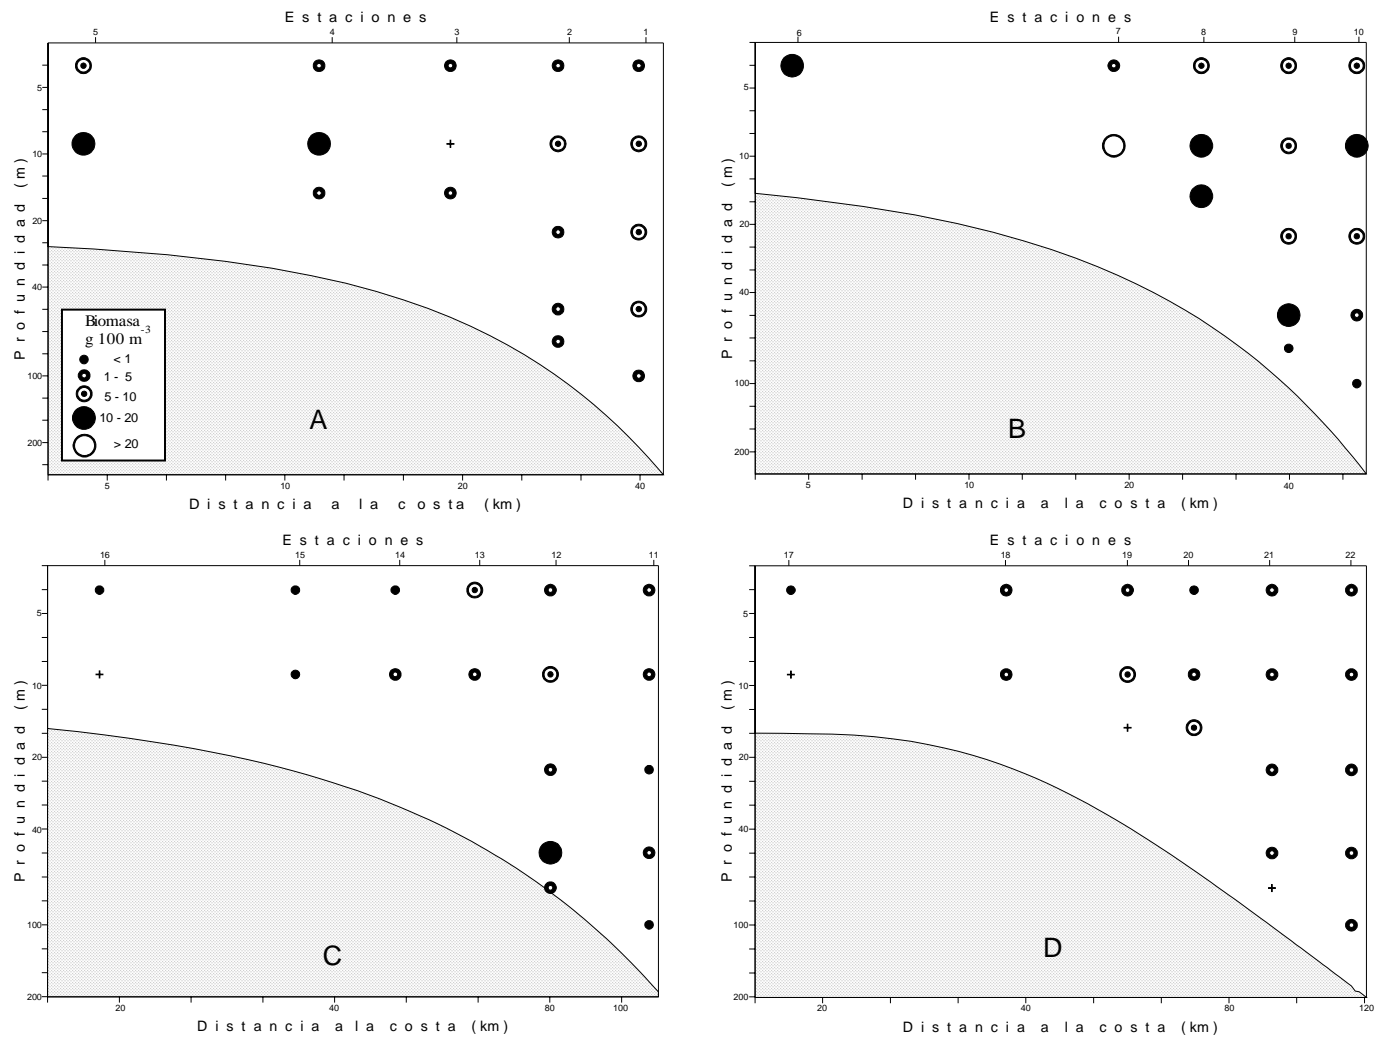 Estaciones
5 4 3 2 1
Profundidad (m)
5
10
20
40
100
200
Biomasa
g 100 m-3
< 1
1 - 5
5 - 10
10 - 20
> 20
A
5 10 20 40
Distancia a la costa (km)
Estaciones
6 7 8 9 10
Profundidad (m)
5
10
20
40
100
200
B
5 10 20 40
Distancia a la costa (km)
Estaciones
16 15 14 13 12 11
Profundidad (m)
5
10
20
40
100
200
C
20 40 80 100
Distancia a la costa (km)
Estaciones
17 18 19 20 21 22
Profundidad (m)
5
10
20
40
100
200
D
20 40 80 120
Distancia a la costa (km)